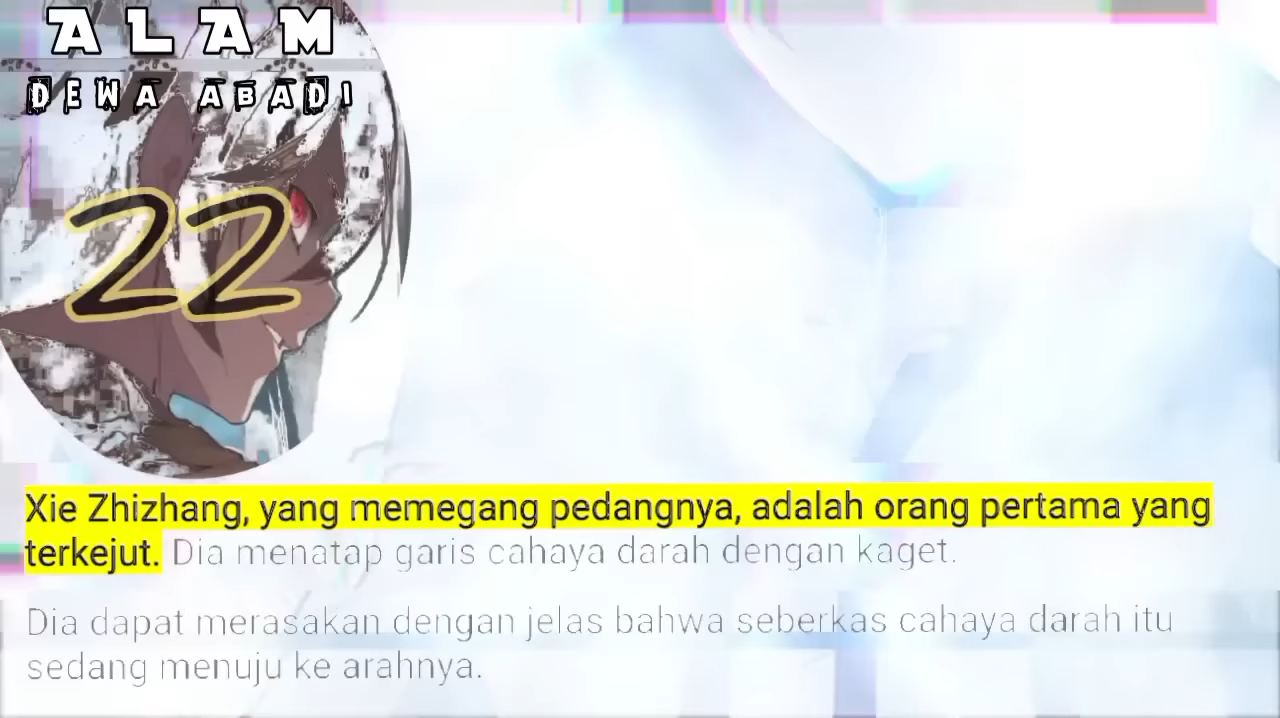 ALAM
DEWA ABADI
22
Xie Zhizhang, yang memegang pedangnya, adalah orang pertama yang
terkejut. Dia menatap garis cahaya darah dengan kaget.
Dia dapat merasakan dengan jelas bahwa seberkas cahaya darah itu
sedang menuju ke arahnya.